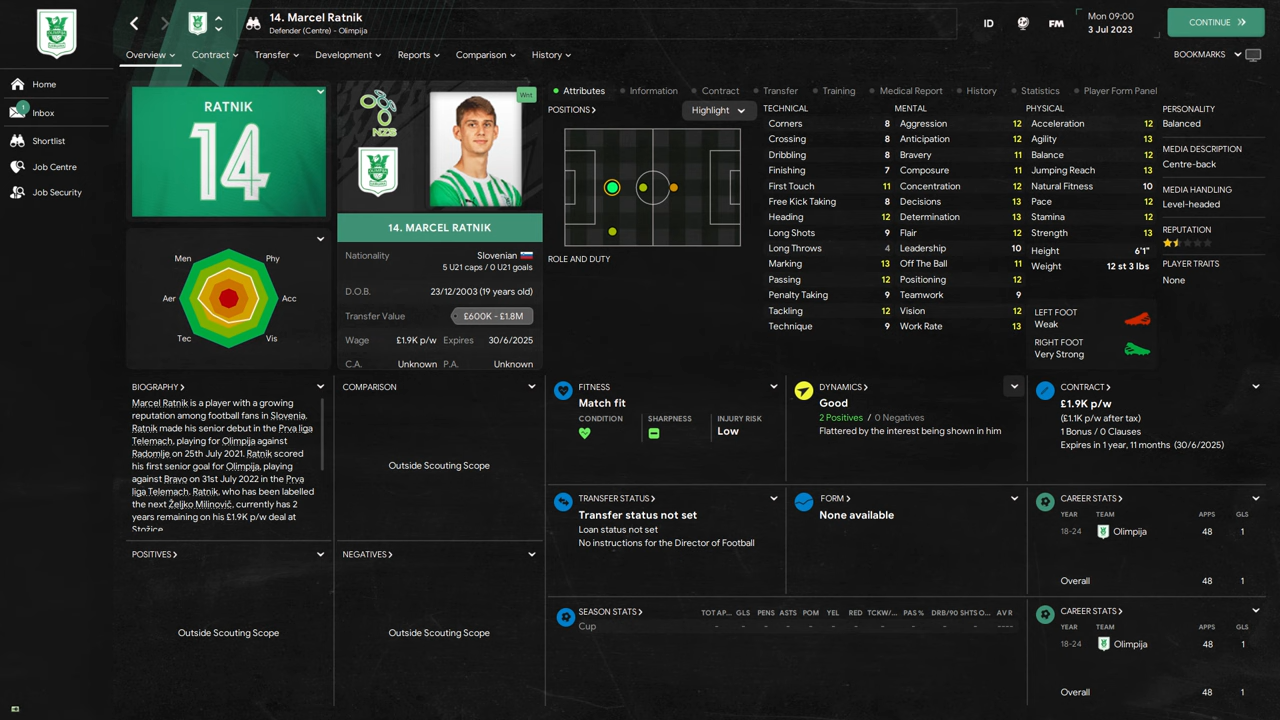 14. Marcel Ratnik
Defender (Centre) - Olimpija
ID
FM
Mon 09:00
3 Jul 2023
CONTINUE
Overview
Contract
Transfer
Development
Reports
Comparison
History
BOOKMARKS
Home
1
Inbox
Shortlist
Job Centre
Job Security
RATNIK
14
NZS
Wnt
14. MARCEL RATNIK
Nationality Slovenian
5 U21 caps / 0 U21 goals
D.O.B. 23/12/2003 (19 years old)
Transfer Value £600K - £1.8M
Wage £1.9K p/w Expires 30/6/2025
C.A. Unknown P.A. Unknown
Men
Phy
Aer
Acc
Tec
Vis
Attributes
Information
Contract
Transfer
Training
Medical Report
History
Statistics
Player Form Panel
POSITIONS
Highlight
ROLE AND DUTY
TECHNICAL
Corners 8
Crossing 8
Dribbling 8
Finishing 7
First Touch 11
Free Kick Taking 8
Heading 12
Long Shots 9
Long Throws 4
Marking 13
Passing 12
Penalty Taking 9
Tackling 12
Technique 9
MENTAL
Aggression 12
Anticipation 12
Bravery 11
Composure 11
Concentration 12
Decisions 13
Determination 13
Flair 12
Leadership 10
Off The Ball 11
Positioning 12
Teamwork 9
Vision 12
Work Rate 13
PHYSICAL
Acceleration 12
Agility 13
Balance 12
Jumping Reach 13
Natural Fitness 10
Pace 12
Stamina 12
Strength 13
Height 6'1"
Weight 12 st 3 lbs
LEFT FOOT
Weak
RIGHT FOOT
Very Strong
PERSONALITY
Balanced
MEDIA DESCRIPTION
Centre-back
MEDIA HANDLING
Level-headed
REPUTATION
PLAYER TRAITS
None
BIOGRAPHY
Marcel Ratnik is a player with a growing
reputation among football fans in Slovenia.
Ratnik made his senior debut in the Prva liga
Telemach, playing for Olimpija against
Radomlje on 25th July 2021. Ratnik scored
his first senior goal for Olimpija, playing
against Bravo on 31st July 2022 in the Prva
liga Telemach. Ratnik, who has been labelled
the next Željko Milinovič, currently has 2
years remaining on his £1.9K p/w deal at
Stožice.
COMPARISON
Outside Scouting Scope
POSITIVES
Outside Scouting Scope
NEGATIVES
Outside Scouting Scope
FITNESS
Match fit
CONDITION
SHARPNESS
INJURY RISK
Low
DYNAMICS
Good
2 Positives / 0 Negatives
Flattered by the interest being shown in him
CONTRACT
£1.9K p/w
(£1.1K p/w after tax)
1 Bonus / 0 Clauses
Expires in 1 year, 11 months (30/6/2025)
TRANSFER STATUS
Transfer status not set
Loan status not set
No instructions for the Director of Football
FORM
None available
CAREER STATS
YEAR TEAM APPS GLS
18-24 Olimpija 48 1
Overall 48 1
SEASON STATS
TOT AP... GLS PENS ASTS POM YEL RED TCKW/... PAS % DRB/90 SHTS O... AV R
Cup - - - - - - - - - - - ----
CAREER STATS
YEAR TEAM APPS GLS
18-24 Olimpija 48 1
Overall 48 1